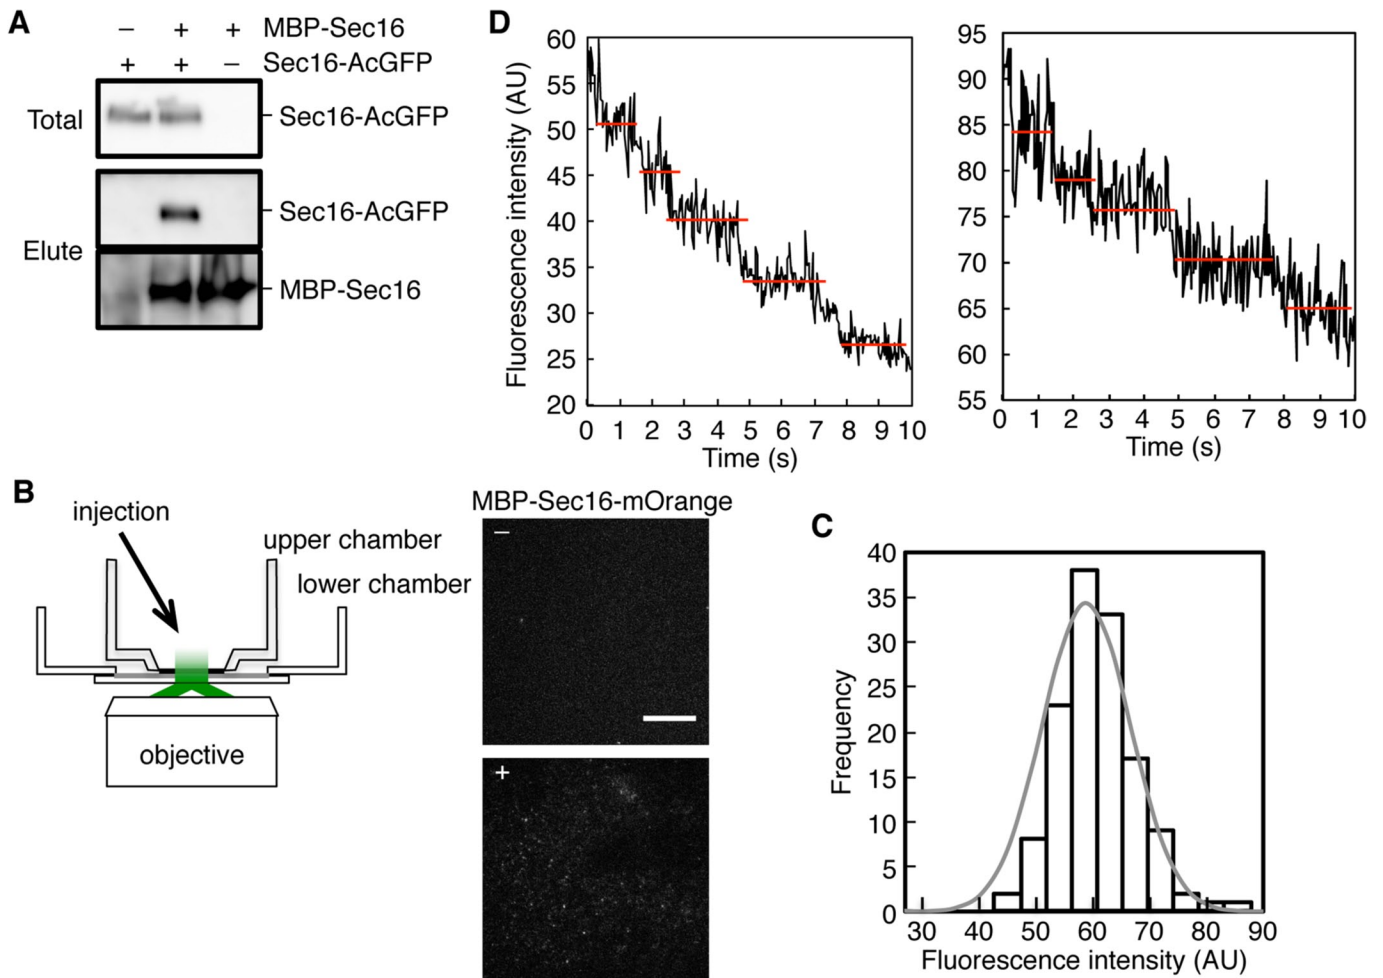 A
− + + MBP-Sec16
+ + − Sec16-AcGFP
Total
Sec16-AcGFP
Elute
Sec16-AcGFP
MBP-Sec16
B
injection
upper chamber
lower chamber
objective
MBP-Sec16-mOrange
−
+
C
Frequency
40
35
30
25
20
15
10
5
0
30 40 50 60 70 80 90
Fluorescence intensity (AU)
D
Fluorescence intensity (AU)
60
55
50
45
40
35
30
25
20
0 1 2 3 4 5 6 7 8 9 10
Time (s)
95
90
85
80
75
70
65
60
55
0 1 2 3 4 5 6 7 8 9 10
Time (s)